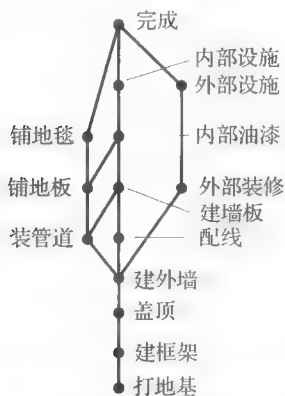 完成
内部设施
外部设施
铺地毯
内部油漆
铺地板
外部装修
建墙板
装管道
配线
建外墙
盖顶
建框架
打地基